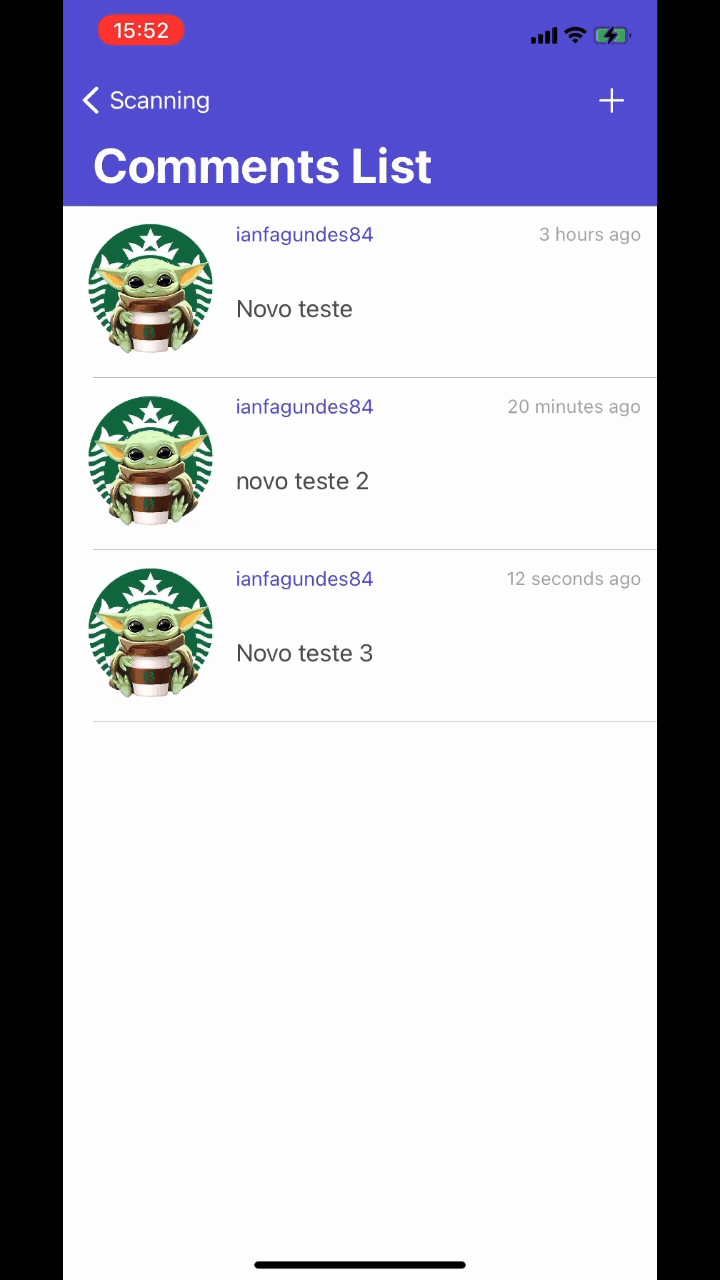 15:52
Scanning
Comments List
ianfagundes84
3 hours ago
Novo teste
ianfagundes84
20 minutes ago
novo teste 2
ianfagundes84
12 seconds ago
Novo teste 3